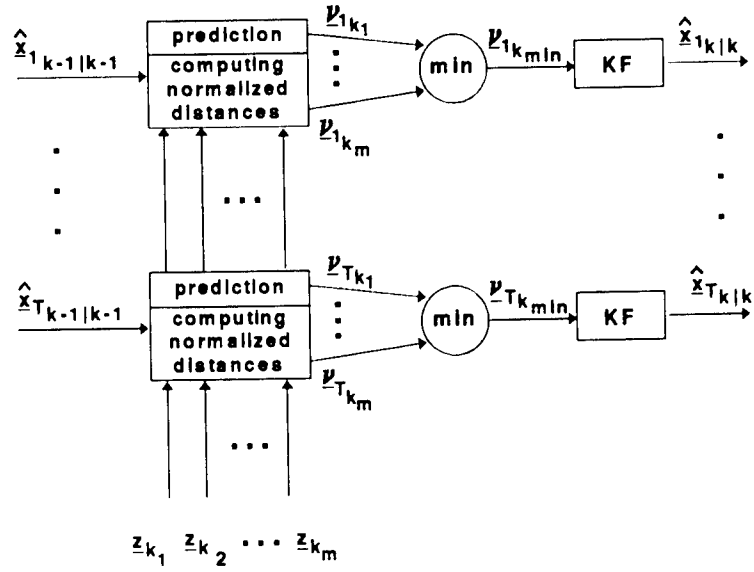 x̂₁ₖ₋₁|ₖ₋₁
prediction
computing
normalized
distances
ν₁ₖ₁
ν₁ₖₘ
min
ν₁ₖmin
KF
x̂₁ₖ|ₖ
x̂Tₖ₋₁|ₖ₋₁
prediction
computing
normalized
distances
νTₖ₁
νTₖₘ
min
νTₖmin
KF
x̂Tₖ|ₖ
zₖ₁ zₖ₂ ··· zₖₘ